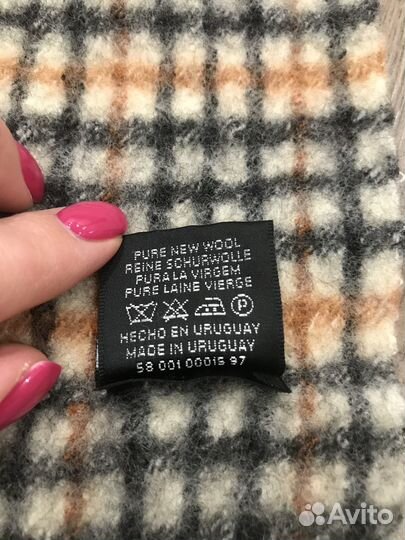 PURE NEW WOOL
REINE SCHURWOLLE
PURA LA VIRGEM
PURE LAINE VIERGE
P
HECHO EN URUGUAY
MADE IN URUGUAY
58 001 00015 97
Avito